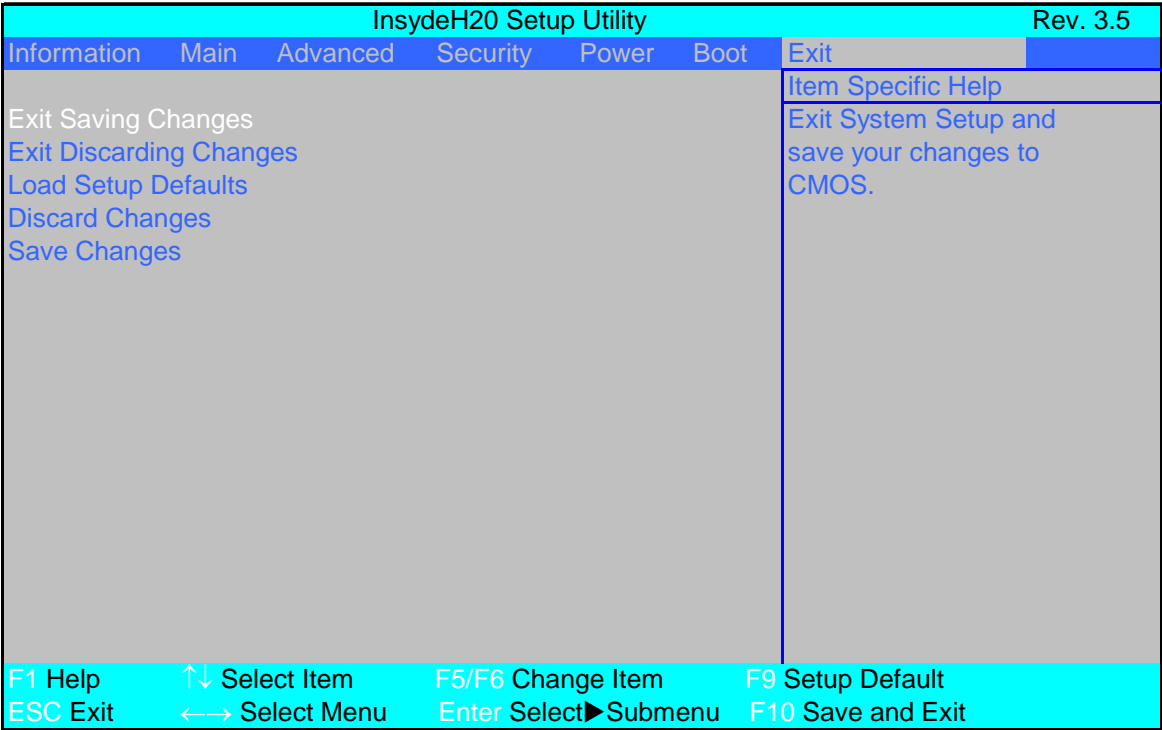 InsydeH20 Setup Utility Rev. 3.5
Information Main Advanced Security Power Boot Exit
Item Specific Help
Exit Saving Changes
Exit Discarding Changes
Load Setup Defaults
Discard Changes
Save Changes
Exit System Setup and
save your changes to
CMOS.
F1 Help ↑↓ Select Item F5/F6 Change Item F9 Setup Default
ESC Exit ←→ Select Menu Enter Select▶Submenu F10 Save and Exit